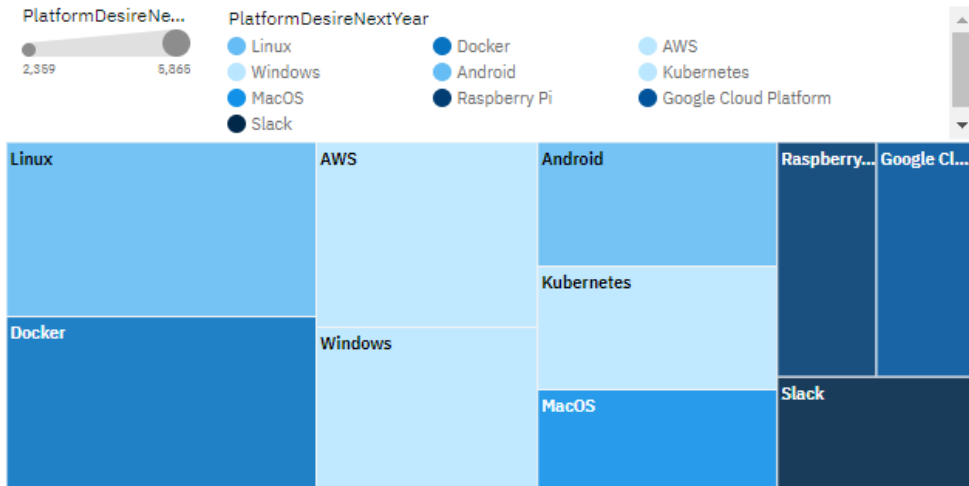 PlatformDesireNe...
2,359 5,865
PlatformDesireNextYear
Linux Docker AWS
Windows Android Kubernetes
MacOS Raspberry Pi Google Cloud Platform
Slack
Linux
AWS
Android
Raspberry...
Google Cl...
Kubernetes
Docker
Windows
MacOS
Slack